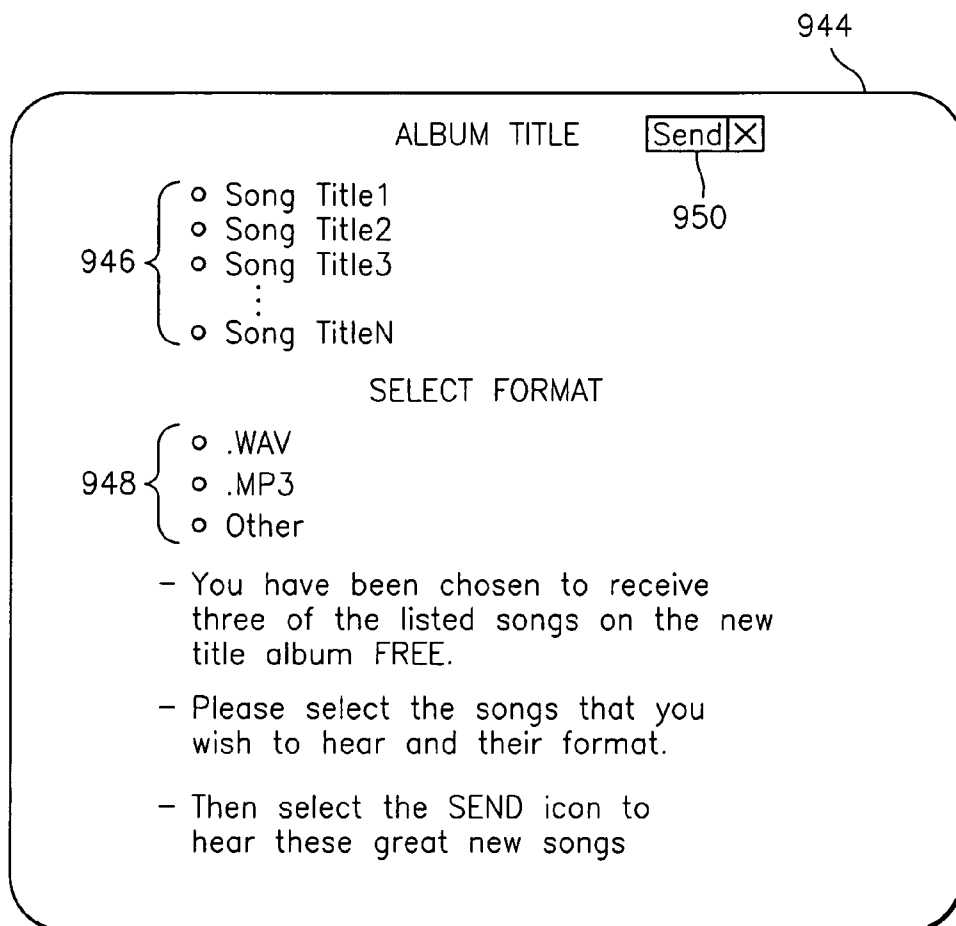 944
ALBUM TITLE Send X
950
946
o Song Title1
o Song Title2
o Song Title3
o Song TitleN
SELECT FORMAT
948
o .WAV
o .MP3
o Other
- You have been chosen to receive
three of the listed songs on the new
title album FREE.
- Please select the songs that you
wish to hear and their format.
- Then select the SEND icon to
hear these great new songs